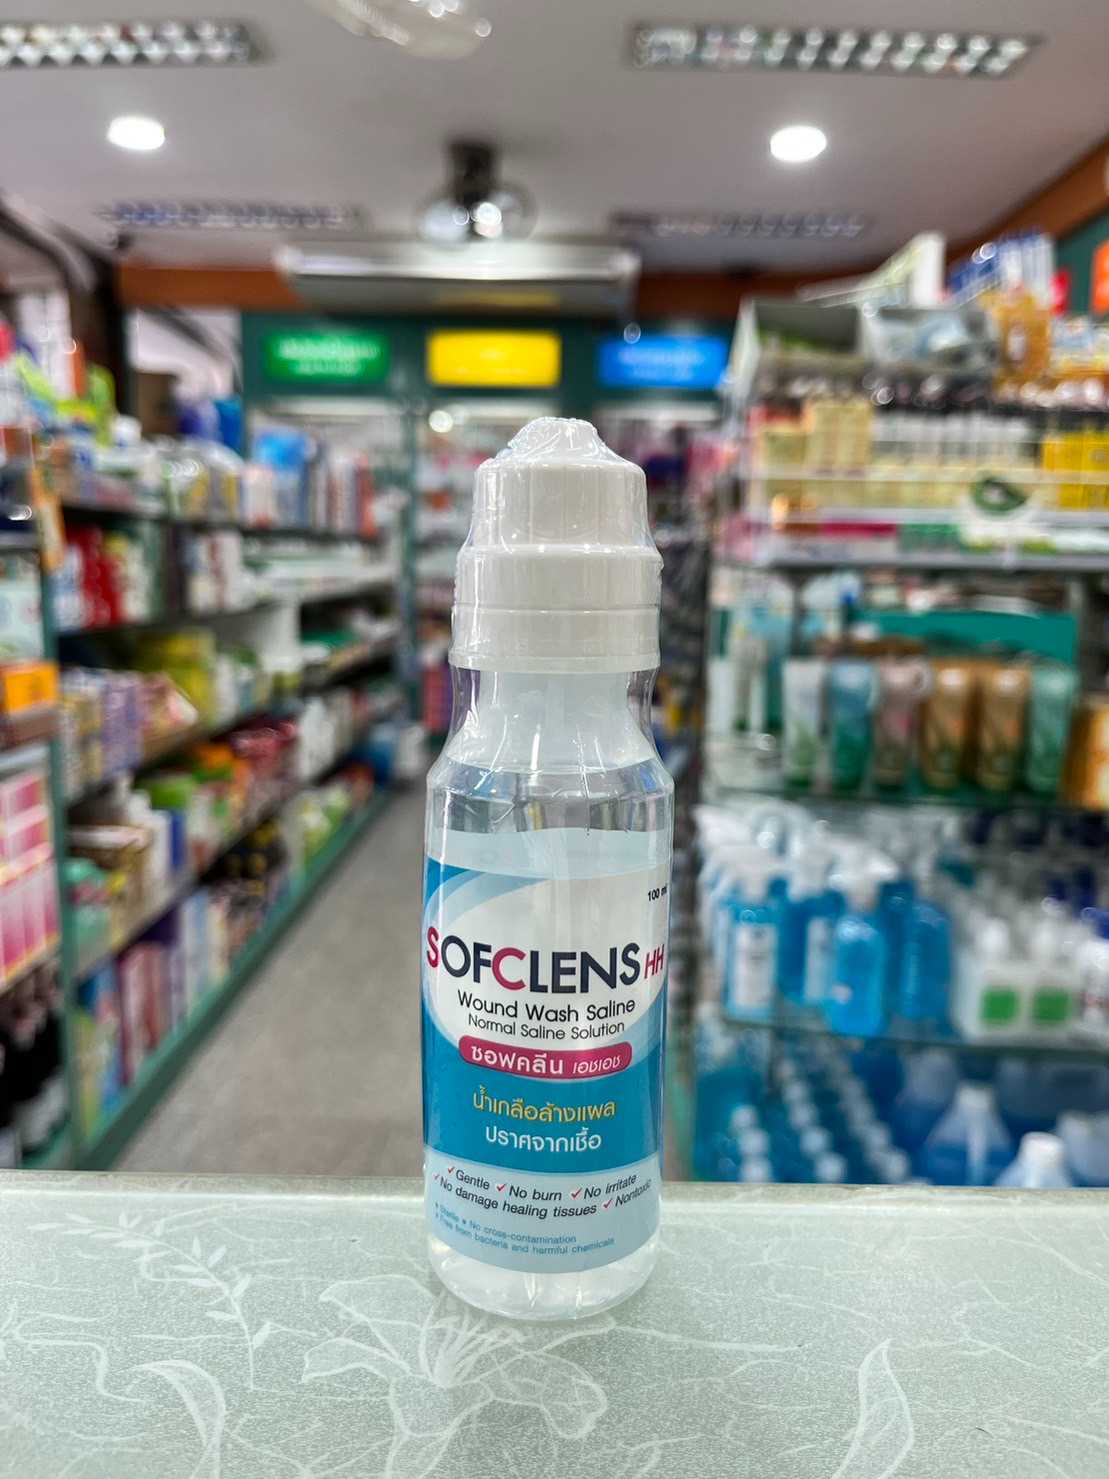 100 ml
SOFCLENS HH
Wound Wash Saline
Normal Saline Solution
ซอฟคลีน เอชเอช
น้ำเกลือล้างแผล
ปราศจากเชื้อ
✓Gentle ✓No burn ✓No irritate
✓No damage healing tissues ✓Nontoxic
• Sterile • No cross-contamination
• Free from bacteria and harmful chemicals